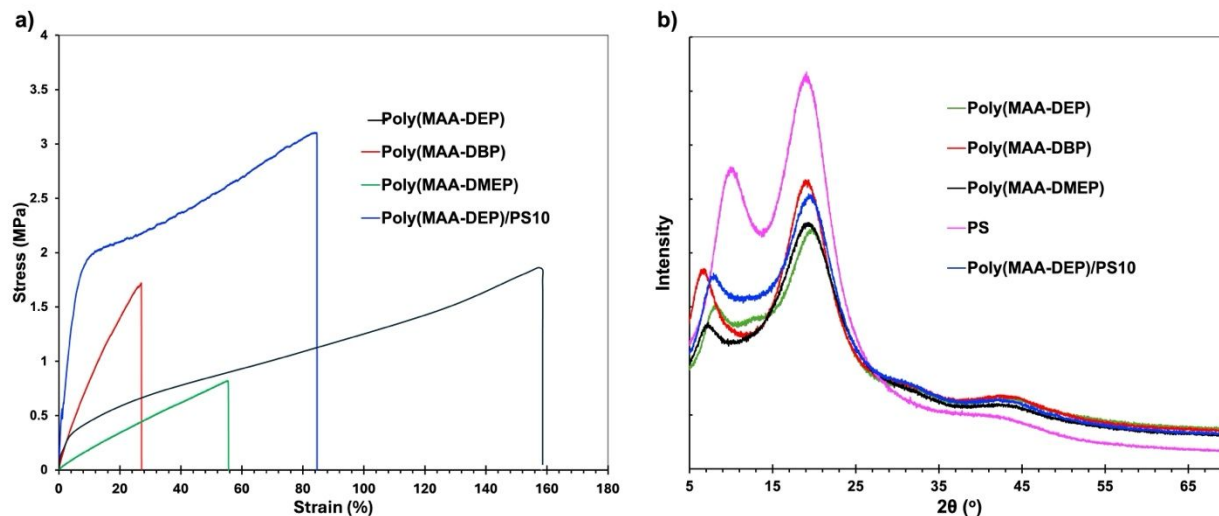 a)
4
3.5
3
2.5
2
1.5
1
0.5
0
Stress (MPa)
0 20 40 60 80 100 120 140 160 180
Strain (%)
Poly(MAA-DEP)
Poly(MAA-DBP)
Poly(MAA-DMEP)
Poly(MAA-DEP)/PS10
b)
Intensity
5 15 25 35 45 55 65
2θ (°)
Poly(MAA-DEP)
Poly(MAA-DBP)
Poly(MAA-DMEP)
PS
Poly(MAA-DEP)/PS10